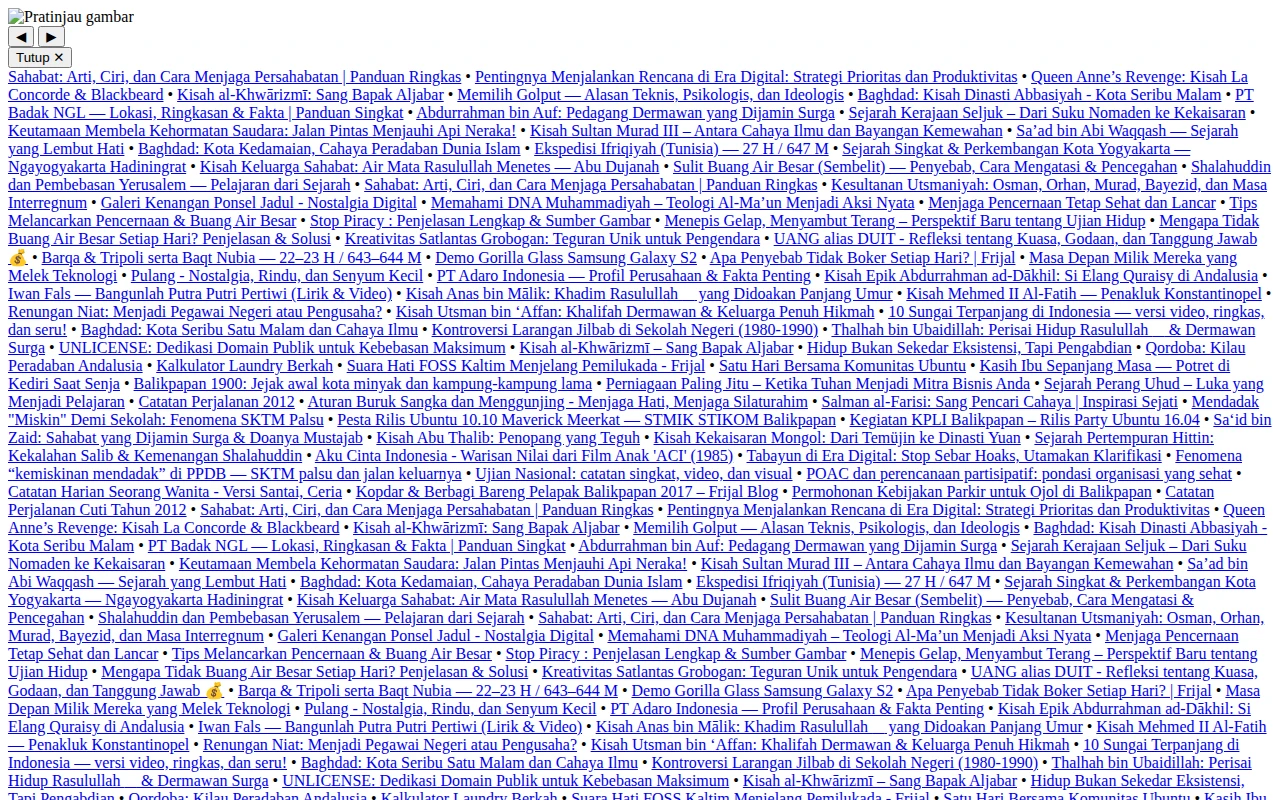 Pratinjau gambar
◀ ▶
Tutup ✕
Sahabat: Arti, Ciri, dan Cara Menjaga Persahabatan | Panduan Ringkas • Pentingnya Menjalankan Rencana di Era Digital: Strategi Prioritas dan Produktivitas • Queen Anne’s Revenge: Kisah La
Concorde & Blackbeard • Kisah al-Khwārizmī: Sang Bapak Aljabar • Memilih Golput — Alasan Teknis, Psikologis, dan Ideologis • Baghdad: Kisah Dinasti Abbasiyah - Kota Seribu Malam • PT
Badak NGL — Lokasi, Ringkasan & Fakta | Panduan Singkat • Abdurrahman bin Auf: Pedagang Dermawan yang Dijamin Surga • Sejarah Kerajaan Seljuk – Dari Suku Nomaden ke Kekaisaran •
Keutamaan Membela Kehormatan Saudara: Jalan Pintas Menjauhi Api Neraka! • Kisah Sultan Murad III – Antara Cahaya Ilmu dan Bayangan Kemewahan • Sa’ad bin Abi Waqqash — Sejarah
yang Lembut Hati • Baghdad: Kota Kedamaian, Cahaya Peradaban Dunia Islam • Ekspedisi Ifriqiyah (Tunisia) — 27 H / 647 M • Sejarah Singkat & Perkembangan Kota Yogyakarta —
Ngayogyakarta Hadiningrat • Kisah Keluarga Sahabat: Air Mata Rasulullah Menetes — Abu Dujanah • Sulit Buang Air Besar (Sembelit) — Penyebab, Cara Mengatasi & Pencegahan • Shalahuddin
dan Pembebasan Yerusalem — Pelajaran dari Sejarah • Sahabat: Arti, Ciri, dan Cara Menjaga Persahabatan | Panduan Ringkas • Kesultanan Utsmaniyah: Osman, Orhan, Murad, Bayezid, dan Masa
Interregnum • Galeri Kenangan Ponsel Jadul - Nostalgia Digital • Memahami DNA Muhammadiyah – Teologi Al-Ma’un Menjadi Aksi Nyata • Menjaga Pencernaan Tetap Sehat dan Lancar • Tips
Melancarkan Pencernaan & Buang Air Besar • Stop Piracy : Penjelasan Lengkap & Sumber Gambar • Menepis Gelap, Menyambut Terang – Perspektif Baru tentang Ujian Hidup • Mengapa Tidak
Buang Air Besar Setiap Hari? Penjelasan & Solusi • Kreativitas Satlantas Grobogan: Teguran Unik untuk Pengendara • UANG alias DUIT - Refleksi tentang Kuasa, Godaan, dan Tanggung Jawab
💰 • Barqa & Tripoli serta Baqt Nubia — 22–23 H / 643–644 M • Demo Gorilla Glass Samsung Galaxy S2 • Apa Penyebab Tidak Boker Setiap Hari? | Frijal • Masa Depan Milik Mereka yang
Melek Teknologi • Pulang - Nostalgia, Rindu, dan Senyum Kecil • PT Adaro Indonesia — Profil Perusahaan & Fakta Penting • Kisah Epik Abdurrahman ad-Dākhil: Si Elang Quraisy di Andalusia •
Iwan Fals — Bangunlah Putra Putri Pertiwi (Lirik & Video) • Kisah Anas bin Mālik: Khadim Rasulullah yang Didoakan Panjang Umur • Kisah Mehmed II Al-Fatih — Penakluk Konstantinopel •
Renungan Niat: Menjadi Pegawai Negeri atau Pengusaha? • Kisah Utsman bin ‘Affan: Khalifah Dermawan & Keluarga Penuh Hikmah • 10 Sungai Terpanjang di Indonesia — versi video, ringkas,
dan seru! • Baghdad: Kota Seribu Satu Malam dan Cahaya Ilmu • Kontroversi Larangan Jilbab di Sekolah Negeri (1980-1990) • Thalhah bin Ubaidillah: Perisai Hidup Rasulullah & Dermawan
Surga • UNLICENSE: Dedikasi Domain Publik untuk Kebebasan Maksimum • Kisah al-Khwārizmī – Sang Bapak Aljabar • Hidup Bukan Sekedar Eksistensi, Tapi Pengabdian • Qordoba: Kilau
Peradaban Andalusia • Kalkulator Laundry Berkah • Suara Hati FOSS Kaltim Menjelang Pemilukada - Frijal • Satu Hari Bersama Komunitas Ubuntu • Kasih Ibu Sepanjang Masa — Potret di
Kediri Saat Senja • Balikpapan 1900: Jejak awal kota minyak dan kampung-kampung lama • Perniagaan Paling Jitu – Ketika Tuhan Menjadi Mitra Bisnis Anda • Sejarah Perang Uhud – Luka yang
Menjadi Pelajaran • Catatan Perjalanan 2012 • Aturan Buruk Sangka dan Menggunjing - Menjaga Hati, Menjaga Silaturahim • Salman al-Farisi: Sang Pencari Cahaya | Inspirasi Sejati • Mendadak
"Miskin" Demi Sekolah: Fenomena SKTM Palsu • Pesta Rilis Ubuntu 10.10 Maverick Meerkat — STMIK STIKOM Balikpapan • Kegiatan KPLI Balikpapan – Rilis Party Ubuntu 16.04 • Sa‘id bin
Zaid: Sahabat yang Dijamin Surga & Doanya Mustajab • Kisah Abu Thalib: Penopang yang Teguh • Kisah Kekaisaran Mongol: Dari Temüjin ke Dinasti Yuan • Sejarah Pertempuran Hittin:
Kekalahan Salib & Kemenangan Shalahuddin • Aku Cinta Indonesia - Warisan Nilai dari Film Anak 'ACI' (1985) • Tabayun di Era Digital: Stop Sebar Hoaks, Utamakan Klarifikasi • Fenomena
“kemiskinan mendadak” di PPDB — SKTM palsu dan jalan keluarnya • Ujian Nasional: catatan singkat, video, dan visual • POAC dan perencanaan partisipatif: pondasi organisasi yang sehat •
Catatan Harian Seorang Wanita - Versi Santai, Ceria • Kopdar & Berbagi Bareng Pelapak Balikpapan 2017 – Frijal Blog • Permohonan Kebijakan Parkir untuk Ojol di Balikpapan • Catatan
Perjalanan Cuti Tahun 2012 • Sahabat: Arti, Ciri, dan Cara Menjaga Persahabatan | Panduan Ringkas • Pentingnya Menjalankan Rencana di Era Digital: Strategi Prioritas dan Produktivitas • Queen
Anne’s Revenge: Kisah La Concorde & Blackbeard • Kisah al-Khwārizmī: Sang Bapak Aljabar • Memilih Golput — Alasan Teknis, Psikologis, dan Ideologis • Baghdad: Kisah Dinasti Abbasiyah -
Kota Seribu Malam • PT Badak NGL — Lokasi, Ringkasan & Fakta | Panduan Singkat • Abdurrahman bin Auf: Pedagang Dermawan yang Dijamin Surga • Sejarah Kerajaan Seljuk – Dari Suku
Nomaden ke Kekaisaran • Keutamaan Membela Kehormatan Saudara: Jalan Pintas Menjauhi Api Neraka! • Kisah Sultan Murad III – Antara Cahaya Ilmu dan Bayangan Kemewahan • Sa’ad bin
Abi Waqqash — Sejarah yang Lembut Hati • Baghdad: Kota Kedamaian, Cahaya Peradaban Dunia Islam • Ekspedisi Ifriqiyah (Tunisia) — 27 H / 647 M • Sejarah Singkat & Perkembangan Kota
Yogyakarta — Ngayogyakarta Hadiningrat • Kisah Keluarga Sahabat: Air Mata Rasulullah Menetes — Abu Dujanah • Sulit Buang Air Besar (Sembelit) — Penyebab, Cara Mengatasi &
Pencegahan • Shalahuddin dan Pembebasan Yerusalem — Pelajaran dari Sejarah • Sahabat: Arti, Ciri, dan Cara Menjaga Persahabatan | Panduan Ringkas • Kesultanan Utsmaniyah: Osman, Orhan,
Murad, Bayezid, dan Masa Interregnum • Galeri Kenangan Ponsel Jadul - Nostalgia Digital • Memahami DNA Muhammadiyah – Teologi Al-Ma’un Menjadi Aksi Nyata • Menjaga Pencernaan
Tetap Sehat dan Lancar • Tips Melancarkan Pencernaan & Buang Air Besar • Stop Piracy : Penjelasan Lengkap & Sumber Gambar • Menepis Gelap, Menyambut Terang – Perspektif Baru tentang
Ujian Hidup • Mengapa Tidak Buang Air Besar Setiap Hari? Penjelasan & Solusi • Kreativitas Satlantas Grobogan: Teguran Unik untuk Pengendara • UANG alias DUIT - Refleksi tentang Kuasa,
Godaan, dan Tanggung Jawab 💰 • Barqa & Tripoli serta Baqt Nubia — 22–23 H / 643–644 M • Demo Gorilla Glass Samsung Galaxy S2 • Apa Penyebab Tidak Boker Setiap Hari? | Frijal • Masa
Depan Milik Mereka yang Melek Teknologi • Pulang - Nostalgia, Rindu, dan Senyum Kecil • PT Adaro Indonesia — Profil Perusahaan & Fakta Penting • Kisah Epik Abdurrahman ad-Dākhil: Si
Elang Quraisy di Andalusia • Iwan Fals — Bangunlah Putra Putri Pertiwi (Lirik & Video) • Kisah Anas bin Mālik: Khadim Rasulullah yang Didoakan Panjang Umur • Kisah Mehmed II Al-Fatih
— Penakluk Konstantinopel • Renungan Niat: Menjadi Pegawai Negeri atau Pengusaha? • Kisah Utsman bin ‘Affan: Khalifah Dermawan & Keluarga Penuh Hikmah • 10 Sungai Terpanjang di
Indonesia — versi video, ringkas, dan seru! • Baghdad: Kota Seribu Satu Malam dan Cahaya Ilmu • Kontroversi Larangan Jilbab di Sekolah Negeri (1980-1990) • Thalhah bin Ubaidillah: Perisai
Hidup Rasulullah & Dermawan Surga • UNLICENSE: Dedikasi Domain Publik untuk Kebebasan Maksimum • Kisah al-Khwārizmī – Sang Bapak Aljabar • Hidup Bukan Sekedar Eksistensi,
Tapi Pengabdian • Qordoba: Kilau Peradaban Andalusia • Kalkulator Laundry Berkah • Suara Hati FOSS Kaltim Menjelang Pemilukada - Frijal • Satu Hari Bersama Komunitas Ubuntu • Kasih Ibu